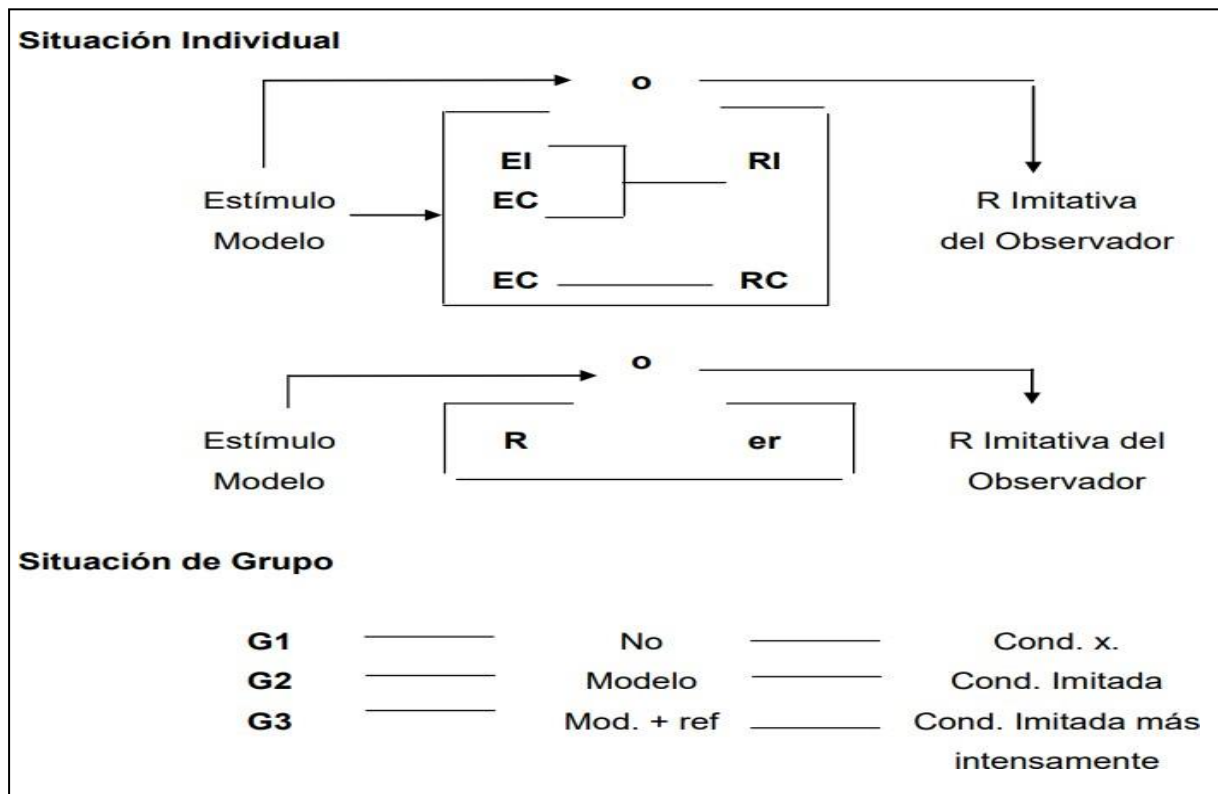 Situación Individual
o
EI RI
Estímulo EC R Imitativa
Modelo del Observador
EC RC
o
Estímulo R er R Imitativa del
Modelo Observador
Situación de Grupo
G1 No Cond. x.
G2 Modelo Cond. Imitada
G3 Mod. + ref Cond. Imitada más
intensamente